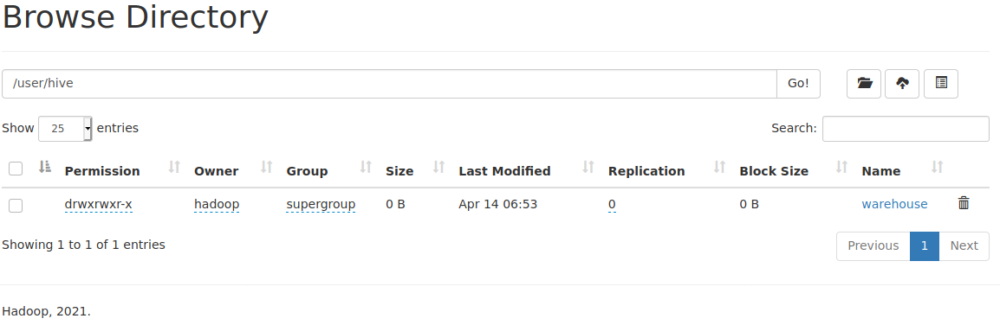 Browse Directory
/user/hive Go!
Show 25 entries Search:
Permission Owner Group Size Last Modified Replication Block Size Name
drwxrwxr-x hadoop supergroup 0 B Apr 14 06:53 0 0 B warehouse
Showing 1 to 1 of 1 entries Previous 1 Next
Hadoop, 2021.